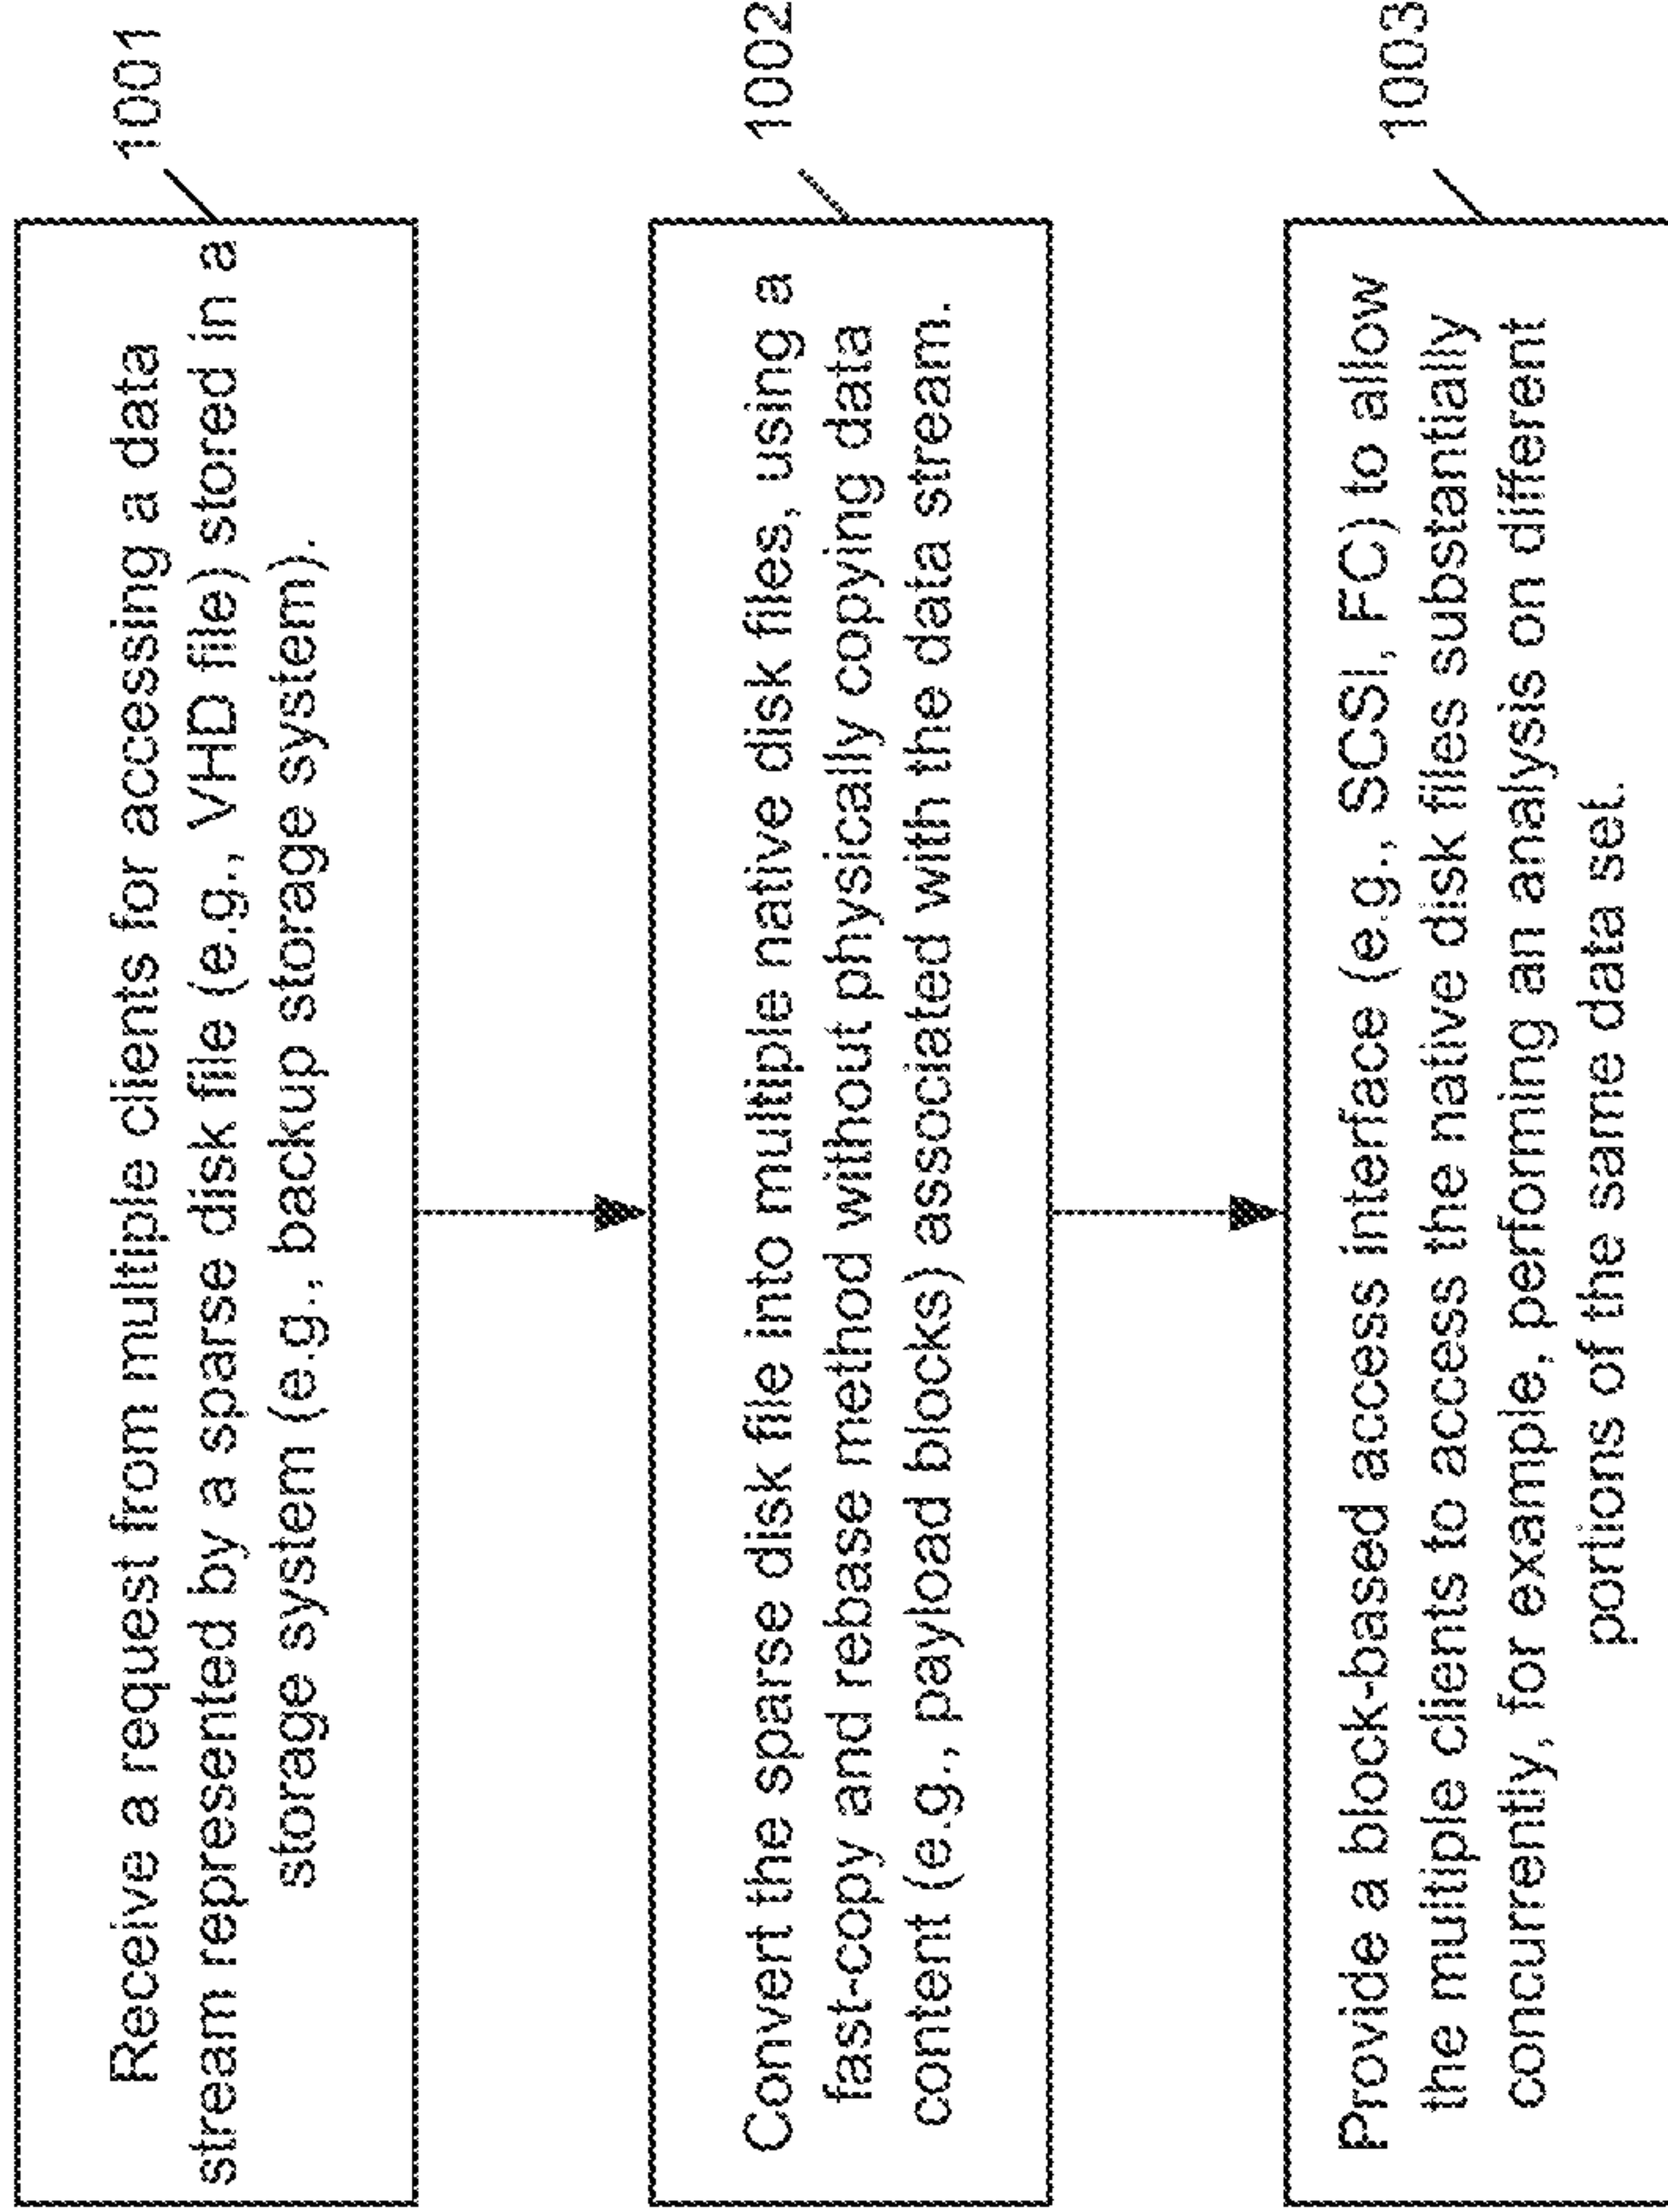 Receive a request from multiple clients for accessing a data
stream represented by a sparse disk file (e.g., VHD file) stored in a
storage system (e.g., backup storage system).
1001
Convert the sparse disk file into multiple native disk files, using a
fast-copy and rebase method without physically copying data
content (e.g., payload blocks) associated with the data stream.
1002
Provide a block-based access interface (e.g., SCSI, FC) to allow
the multiple clients to access the native disk files substantially
concurrently, for example, performing an analysis on different
portions of the same data set.
1003